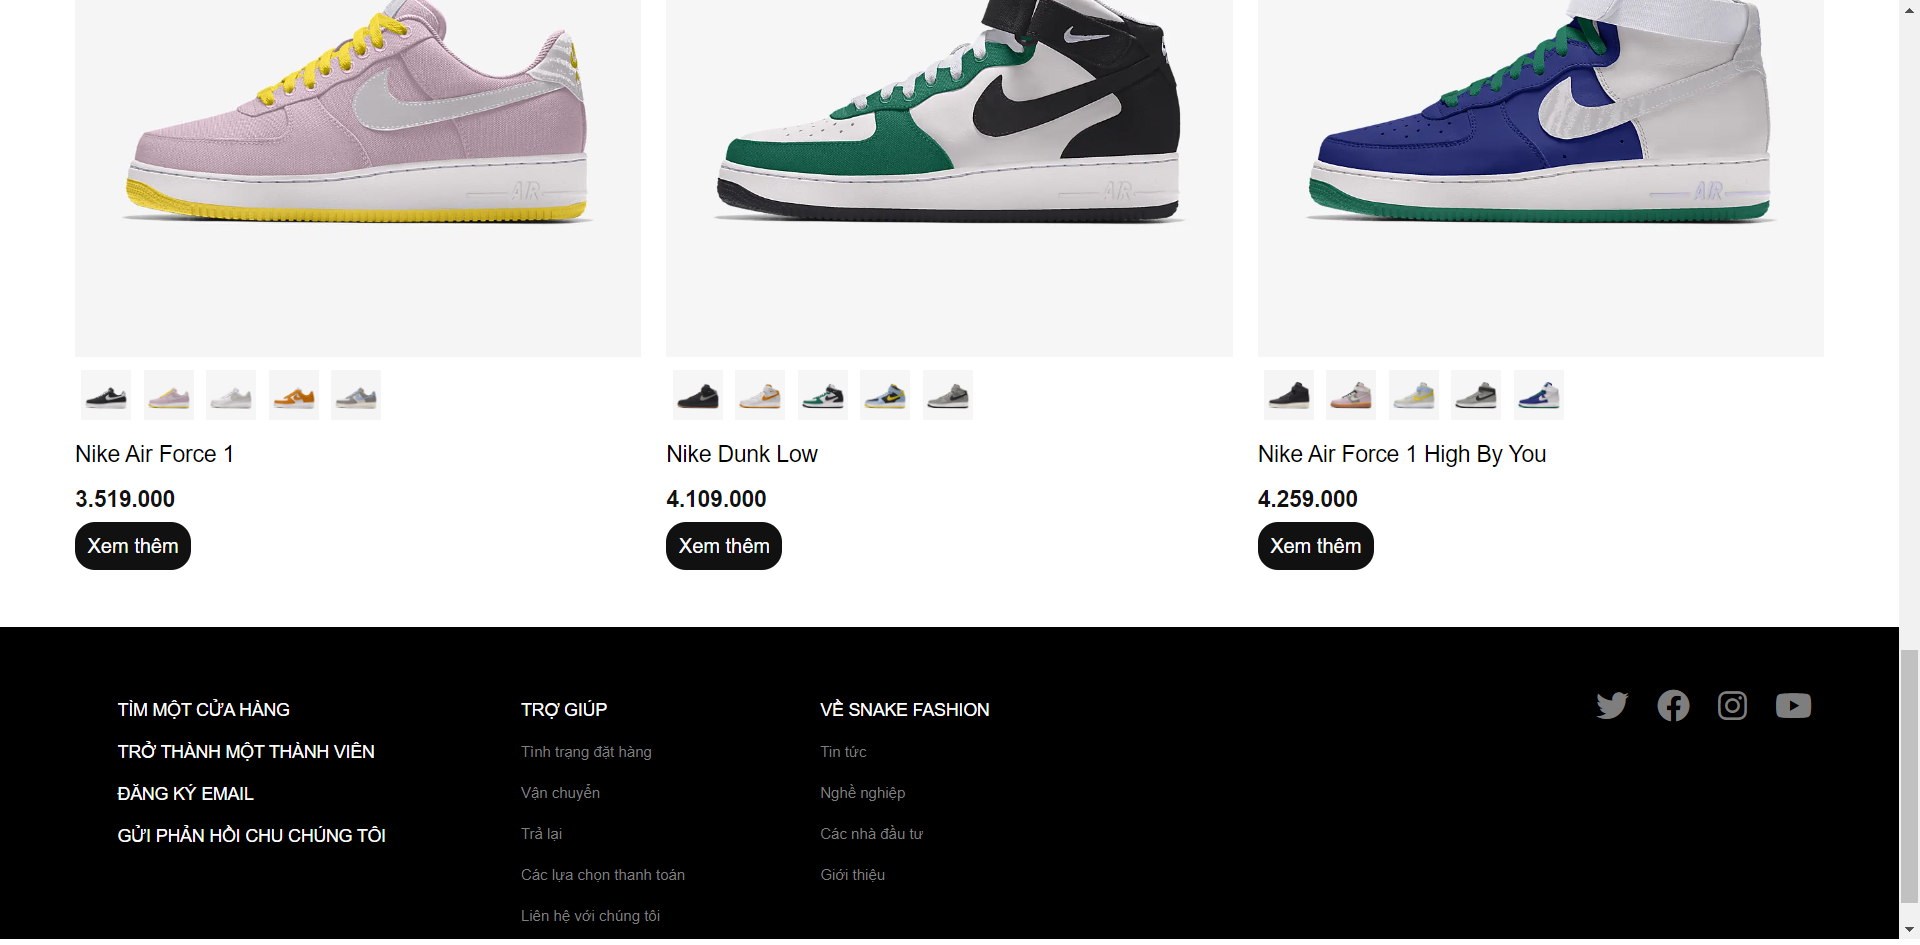 AIR AIR AIR
Nike Air Force 1
3.519.000
Xem thêm
Nike Dunk Low
4.109.000
Xem thêm
Nike Air Force 1 High By You
4.259.000
Xem thêm
TÌM MỘT CỬA HÀNG
TRỞ THÀNH MỘT THÀNH VIÊN
ĐĂNG KÝ EMAIL
GỬI PHẢN HỒI CHU CHÚNG TÔI
TRỢ GIÚP
Tình trạng đặt hàng
Vận chuyển
Trả lại
Các lựa chọn thanh toán
Liên hệ với chúng tôi
VỀ SNAKE FASHION
Tin tức
Nghề nghiệp
Các nhà đầu tư
Giới thiệu